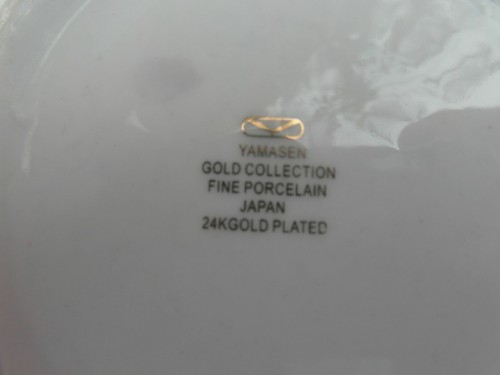 YAMASEN
GOLD COLLECTION
FINE PORCELAIN
JAPAN
24KGOLD PLATED